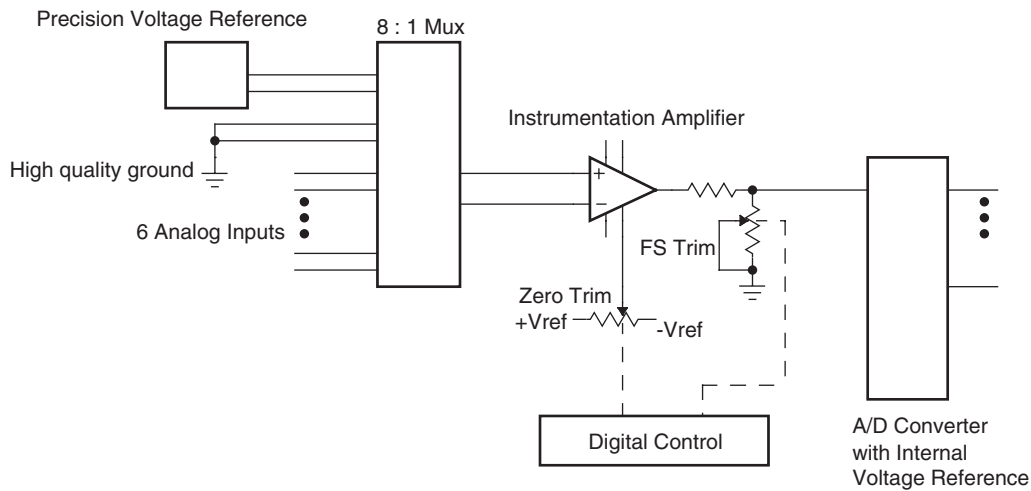 Precision Voltage Reference
8 : 1 Mux
Instrumentation Amplifier
High quality ground
+
−
6 Analog Inputs
FS Trim
Zero Trim
+Vref
-Vref
Digital Control
A/D Converter
with Internal
Voltage Reference